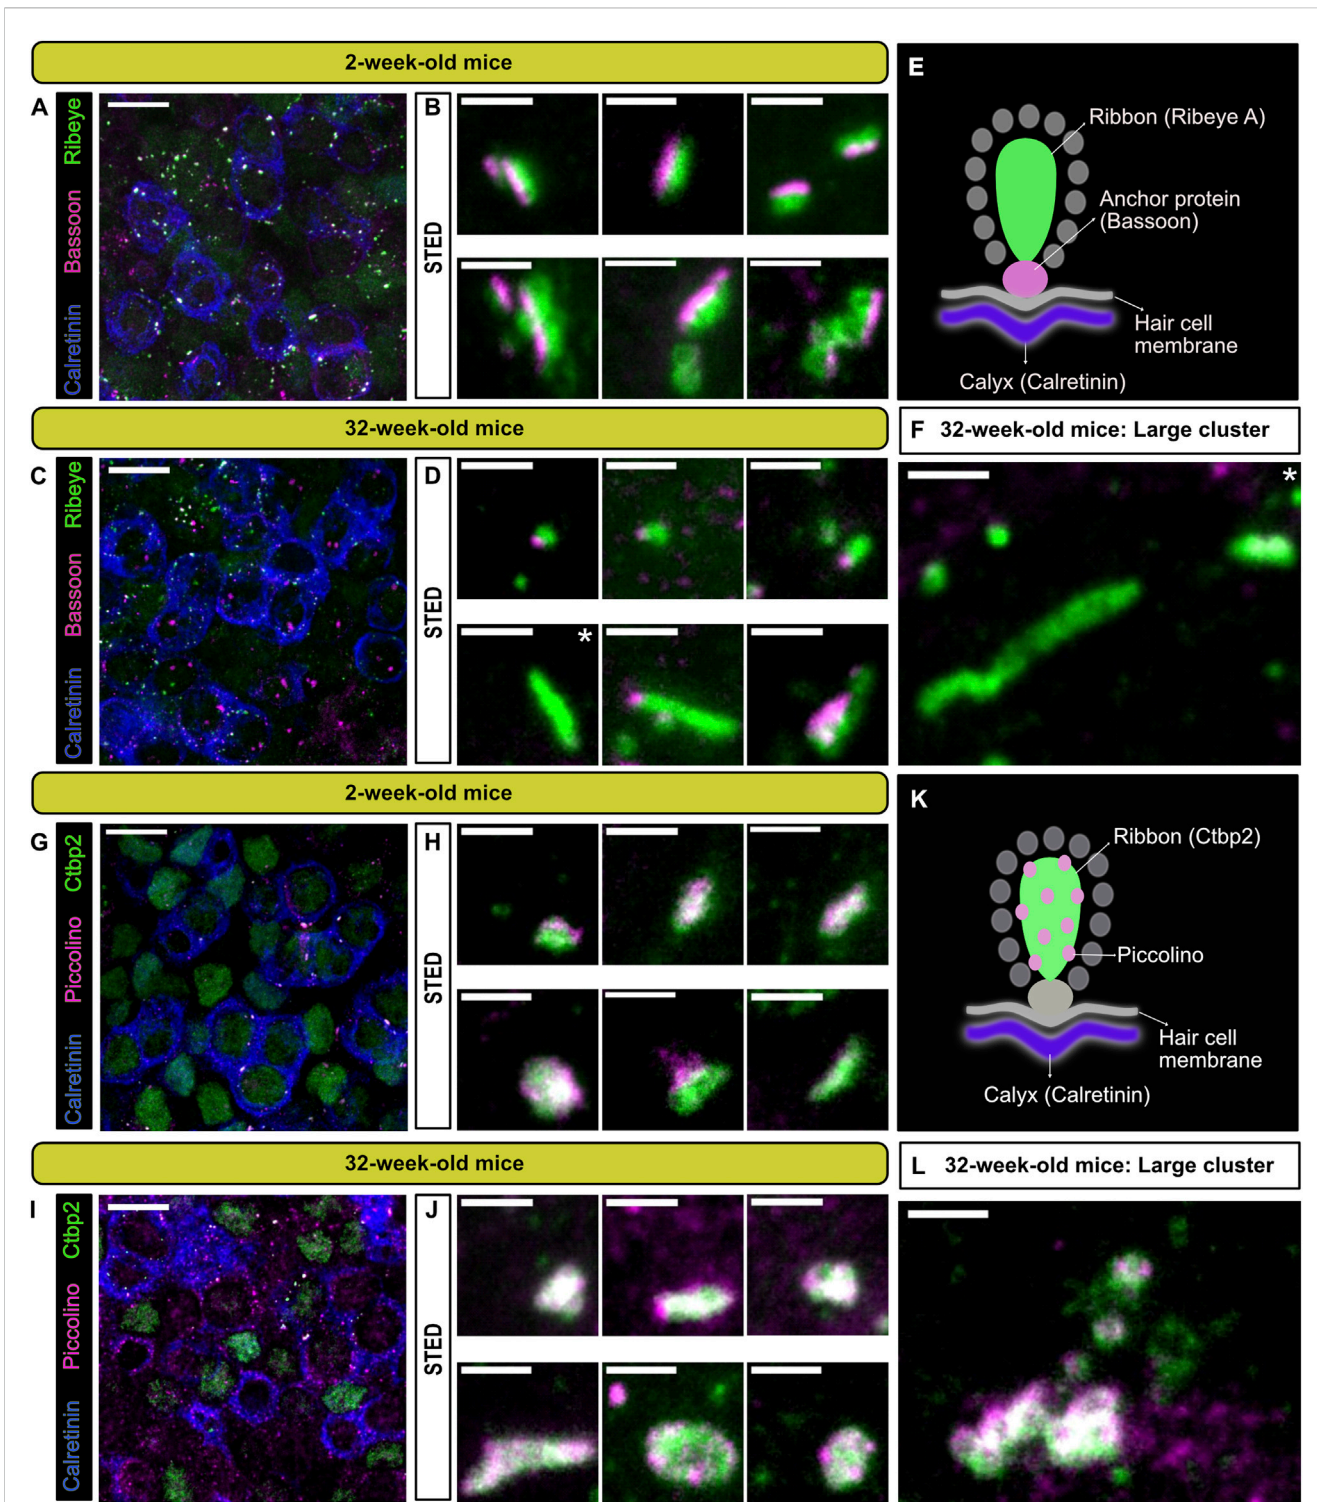 2-week-old mice
A
Calretinin Bassoon Ribeye
B
STED
E
Ribbon (Ribeye A)
Anchor protein
(Bassoon)
Hair cell
membrane
Calyx (Calretinin)
32-week-old mice
C
Calretinin Bassoon Ribeye
D
STED
*
F 32-week-old mice: Large cluster
*
2-week-old mice
G
Calretinin Piccolino Ctbp2
H
STED
K
Ribbon (Ctbp2)
Piccolino
Hair cell
membrane
Calyx (Calretinin)
32-week-old mice
I
Calretinin Piccolino Ctbp2
J
STED
L 32-week-old mice: Large cluster